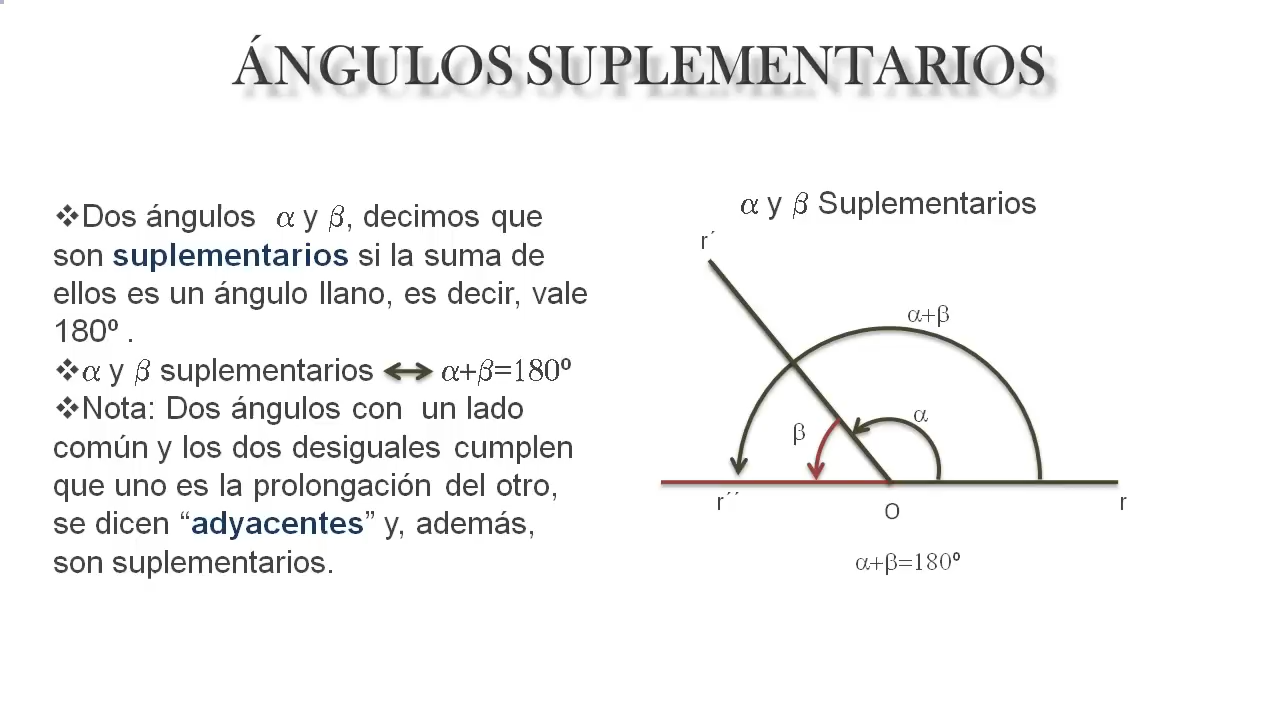 ÁNGULOS SUPLEMENTARIOS
❖Dos ángulos α y β, decimos que
son suplementarios si la suma de
ellos es un ángulo llano, es decir, vale
180º .
❖α y β suplementarios ↔ α+β=180º
❖Nota: Dos ángulos con un lado
común y los dos desiguales cumplen
que uno es la prolongación del otro,
se dicen “adyacentes” y, además,
son suplementarios.
α y β Suplementarios
r´
α+β
α
β
r´´
O
r
α+β=180º